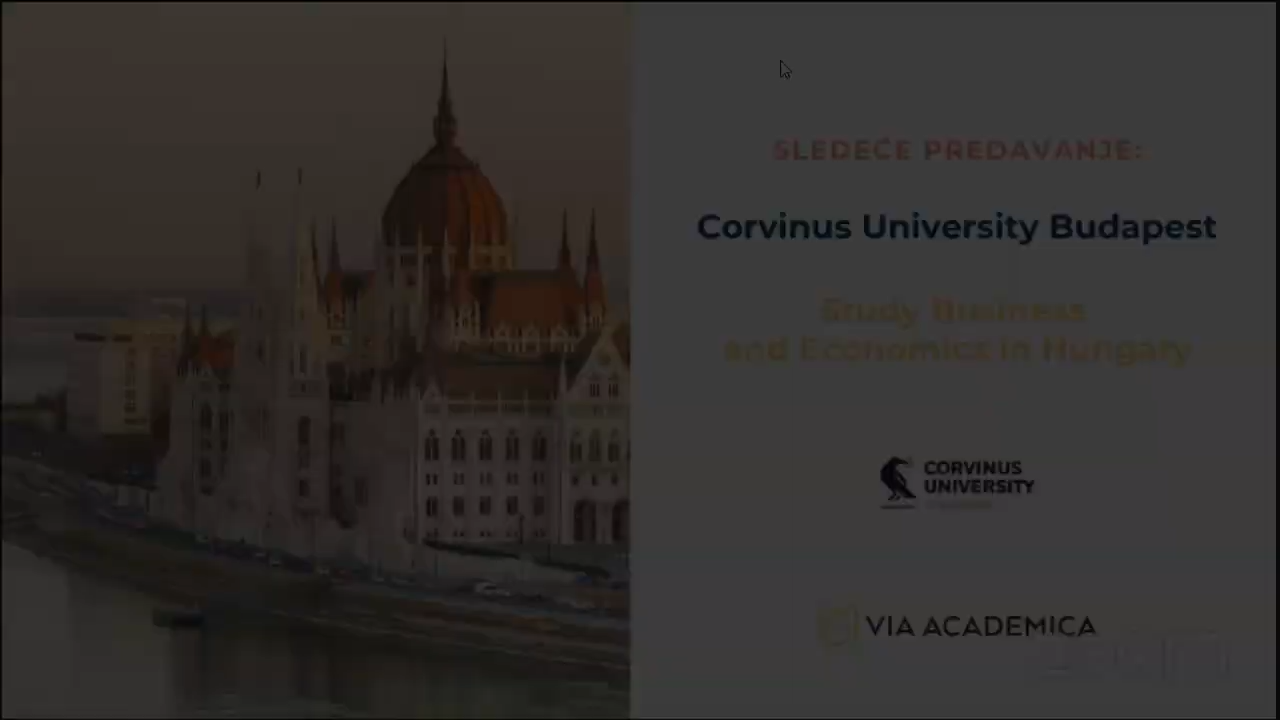 SLEDEĆE PREDAVANJE:
Corvinus University Budapest
Study Business
and Economics in Hungary
CORVINUS
UNIVERSITY
VIA ACADEMICA